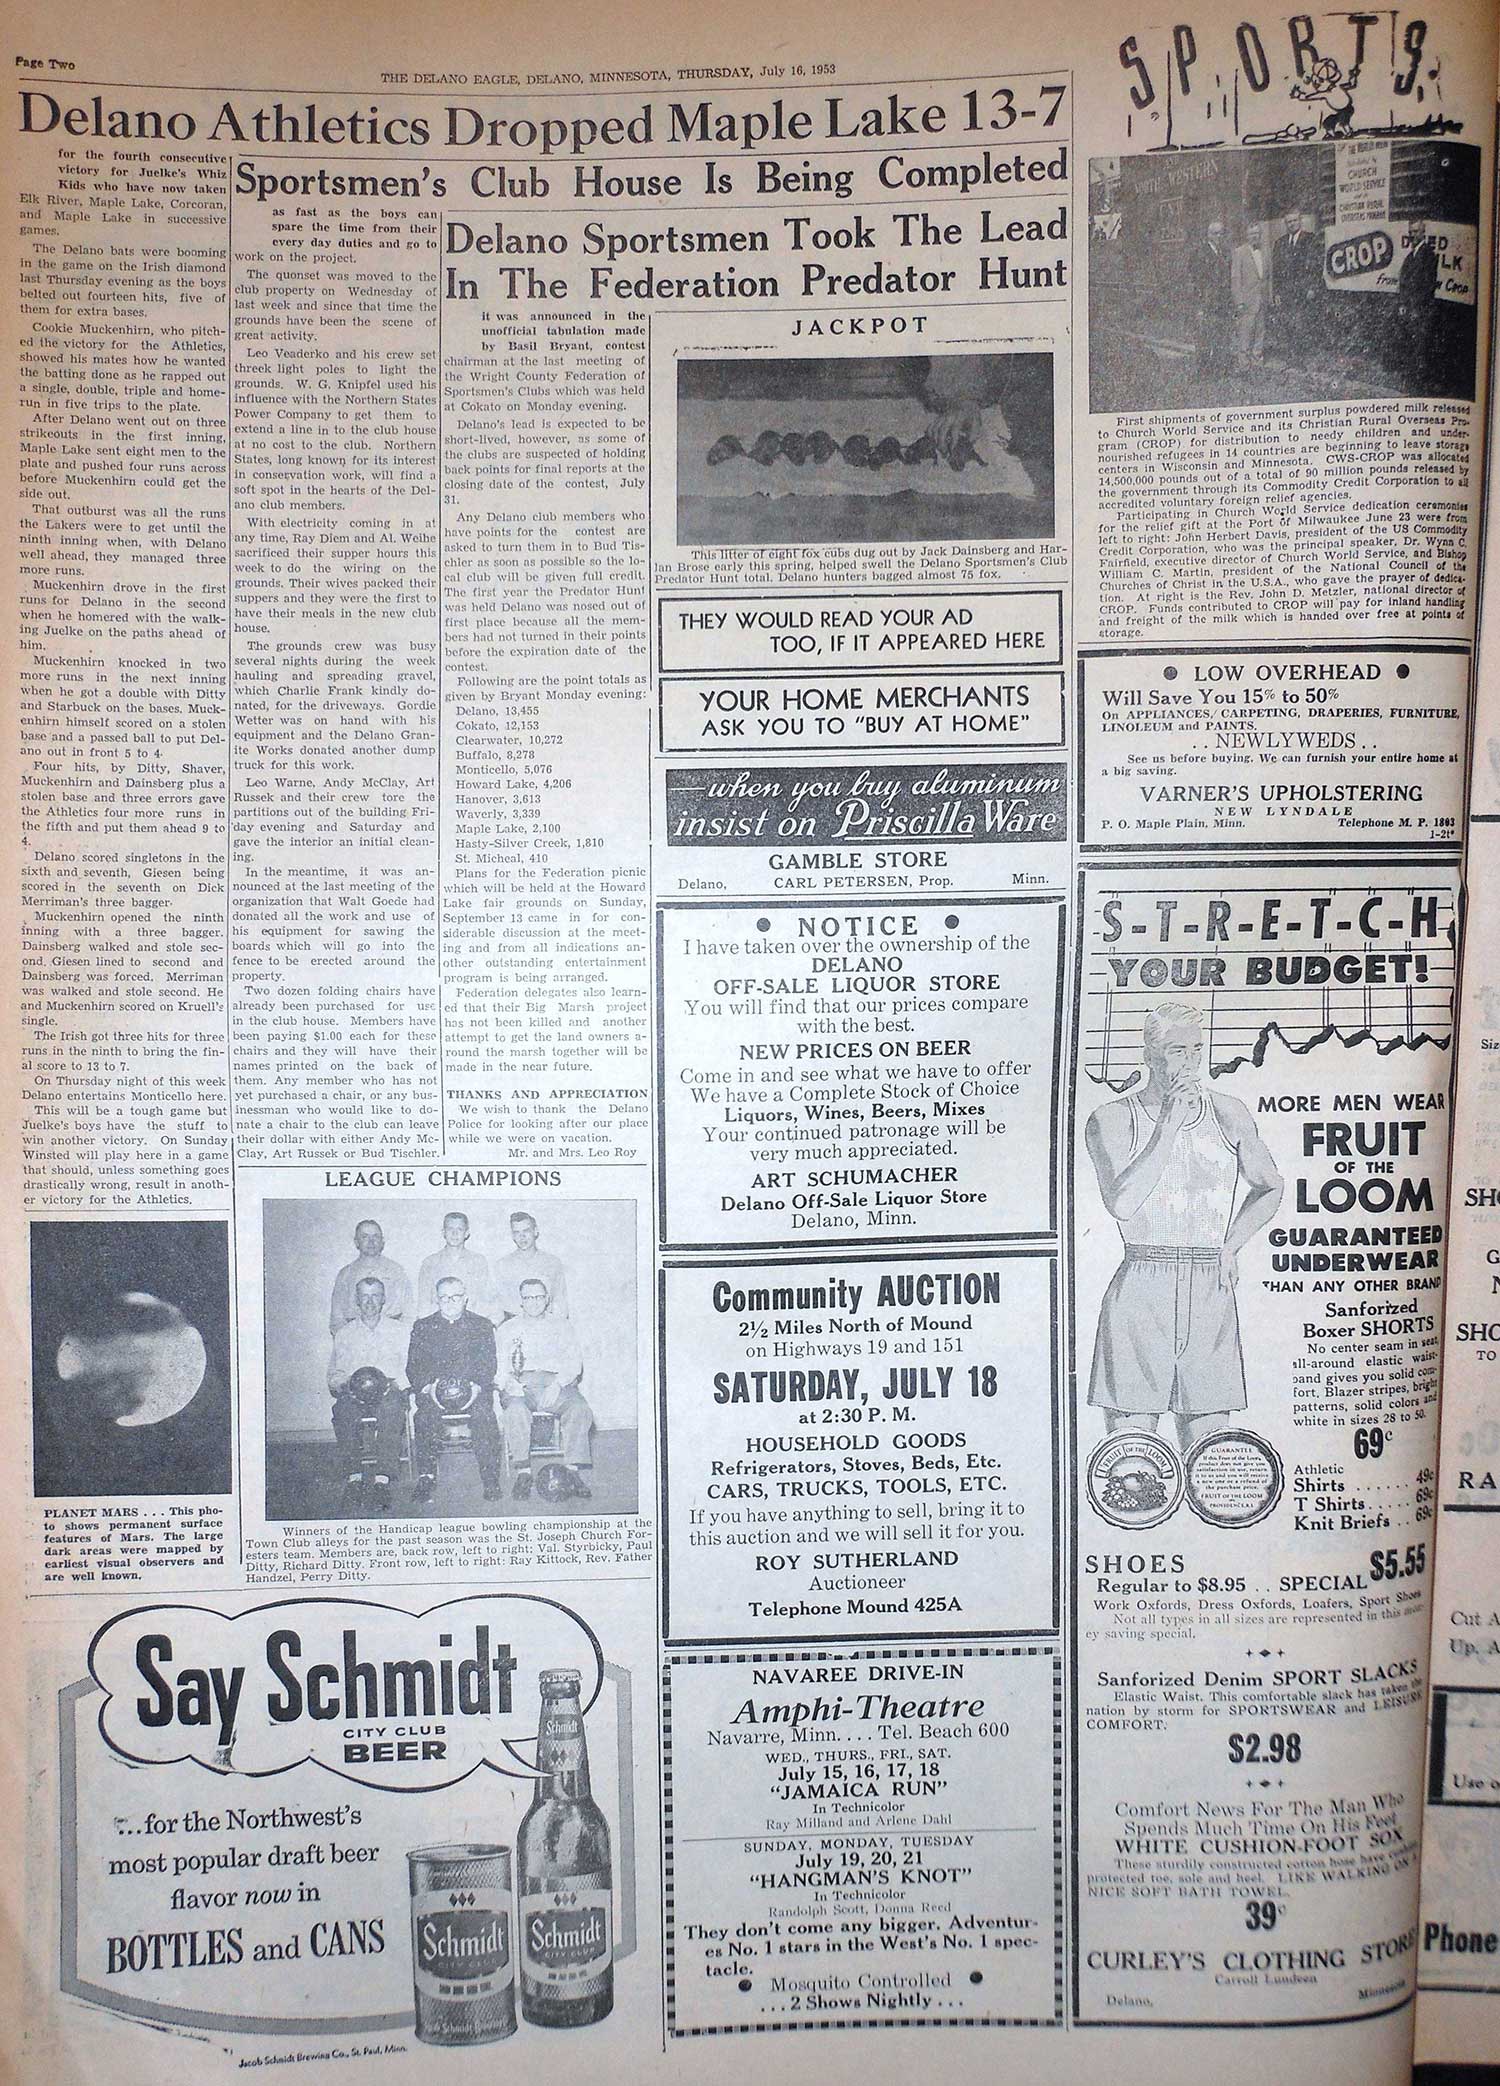 Page Two
THE DELANO EAGLE, DELANO, MINNESOTA, THURSDAY, July 16, 1953
Delano Athletics Dropped Maple Lake 13-7
for the fourth consecutive
victory for Juelke's Whiz
Kids who have now taken
Elk River, Maple Lake, Corcoran,
and Maple Lake in successive
games.
The Delano bats were booming
in the game on the Irish diamond
last Thursday evening as the boys
belted out fourteen hits, five of
them for extra bases.
Cookie Muckenhirn, who pitch-
ed the victory for the Athletics,
showed his mates how he wanted
the batting done as he rapped out
a single, double, triple and home-
run in five trips to the plate.
After Delano went out on three
strikeouts in the first inning,
Maple Lake sent eight men to the
plate and pushed four runs across
before Muckenhirn could get the
side out.
That outburst was all the runs
the Lakers were to get until the
ninth inning when, with Delano
well ahead, they managed three
more runs.
Muckenhirn drove in the first
runs for Delano in the second
when he homered with the walk-
ing Juelke on the paths ahead of
him.
Muckenhirn knocked in two
more runs in the next inning
when he got a double with Ditty
and Starbuck on the bases. Muck-
enhirn himself scored on a stolen
base and a passed ball to put Del-
ano out in front 5 to 4.
Four hits, by Ditty, Shaver,
Muckenhirn and Dainsberg plus a
stolen base and three errors gave
the Athletics four more runs in
the fifth and put them ahead 9 to
4.
Delano scored singletons in the
sixth and seventh, Giesen being
scored in the seventh on Dick
Merriman's three bagger.
Muckenhirn opened the ninth
inning with a three bagger.
Dainsberg walked and stole sec-
ond. Giesen lined to second and
Dainsberg was forced. Merriman
was walked and stole second. He
and Muckenhirn scored on Kruell's
single.
The Irish got three hits for three
runs in the ninth to bring the fin-
al score to 13 to 7.
On Thursday night of this week
Delano entertains Monticello here.
This will be a tough game but
Juelke's boys have the stuff to
win another victory. On Sunday
Winsted will play here in a game
that should, unless something goes
drastically wrong, result in anoth-
er victory for the Athletics.
PLANET MARS . . . This pho-
to shows permanent surface
features of Mars. The large
dark areas were mapped by
earliest visual observers and
are well known.
Sportsmen's Club House Is Being Completed
as fast as the boys can
spare the time from their
every day duties and go to
work on the project.
The quonset was moved to the
club property on Wednesday of
last week and since that time the
grounds have been the scene of
great activity.
Leo Veaderko and his crew set
threek light poles to light the
grounds. W. G. Knipfel used his
influence with the Northern States
Power Company to get them to
extend a line in to the club house
at no cost to the club. Northern
States, long known for its interest
in conservation work, will find a
soft spot in the hearts of the Del-
ano club members.
With electricity coming in at
any time, Ray Diem and Al. Weihe
sacrificed their supper hours this
week to do the wiring on the
grounds. Their wives packed their
suppers and they were the first to
have their meals in the new club
house.
The grounds crew was busy
several nights during the week
hauling and spreading gravel,
which Charlie Frank kindly do-
nated, for the driveways. Gordie
Wetter was on hand with his
equipment and the Delano Gran-
ite Works donated another dump
truck for this work.
Leo Warne, Andy McClay, Art
Russek and their crew tore the
partitions out of the building Fri-
day evening and Saturday and
gave the interior an initial clean-
ing.
In the meantime, it was an-
nounced at the last meeting of the
organization that Walt Goede had
donated all the work and use of
his equipment for sawing the
boards which will go into the
fence to be erected around the
property.
Two dozen folding chairs have
already been purchased for use
in the club house. Members have
been paying $1.00 each for these
chairs and they will have their
names printed on the back of
them. Any member who has not
yet purchased a chair, or any bus-
inessman who would like to do-
nate a chair to the club can leave
their dollar with either Andy Mc-
Clay, Art Russek or Bud Tischler.
Delano Sportsmen Took The Lead
In The Federation Predator Hunt
it was announced in the
unofficial tabulation made
by Basil Bryant, contest
chairman at the last meeting of
the Wright County Federation of
Sportsmen's Clubs which was held
at Cokato on Monday evening.
Delano's lead is expected to be
short-lived, however, as some of
the clubs are suspected of holding
back points for final reports at the
closing date of the contest, July
31.
Any Delano club members who
have points for the contest are
asked to turn them in to Bud Tis-
chler as soon as possible so the lo-
cal club will be given full credit.
The first year the Predator Hunt
was held Delano was nosed out of
first place because all the mem-
bers had not turned in their points
before the expiration date of the
contest.
Following are the point totals as
given by Bryant Monday evening:
Delano, 13,455
Cokato, 12,153
Clearwater, 10,272
Buffalo, 8,278
Monticello, 5,076
Howard Lake, 4,206
Hanover, 3,613
Waverly, 3,339
Maple Lake, 2,100
Hasty-Silver Creek, 1,810
St. Micheal, 410
Plans for the Federation picnic
which will be held at the Howard
Lake fair grounds on Sunday,
September 13 came in for con-
siderable discussion at the meet-
ing and from all indications an-
other outstanding entertainment
program is being arranged.
Federation delegates also learn-
ed that their Big Marsh project
has not been killed and another
attempt to get the land owners a-
round the marsh together will be
made in the near future.
THANKS AND APPRECIATION
We wish to thank the Delano
Police for looking after our place
while we were on vacation.
Mr. and Mrs. Leo Roy
LEAGUE CHAMPIONS
Winners of the Handicap league bowling championship at the
Town Club alleys for the past season was the St. Joseph Church For-
esters team. Members are, back row, left to right: Val. Styrbicky, Paul
Ditty, Richard Ditty. Front row, left to right: Ray Kittock, Rev. Father
Handzel, Perry Ditty.
Say Schmidt
CITY CLUB
BEER
...for the Northwest's
most popular draft beer
flavor now in
BOTTLES and CANS
Schmidt
Schmidt
CITY CLUB
Schmidt
CITY CLUB
Jacob Schmidt Brewing Co., St. Paul, Minn.
JACKPOT
This litter of eight fox cubs dug out by Jack Dainsberg and Har-
lan Brose early this spring, helped swell the Delano Sportsmen's Club
Predator Hunt total. Delano hunters bagged almost 75 fox.
THEY WOULD READ YOUR AD
TOO, IF IT APPEARED HERE
YOUR HOME MERCHANTS
ASK YOU TO "BUY AT HOME"
—when you buy aluminum
insist on Priscilla Ware
GAMBLE STORE
Delano, CARL PETERSEN, Prop. Minn.
• NOTICE •
I have taken over the ownership of the
DELANO
OFF-SALE LIQUOR STORE
You will find that our prices compare
with the best.
NEW PRICES ON BEER
Come in and see what we have to offer
We have a Complete Stock of Choice
Liquors, Wines, Beers, Mixes
Your continued patronage will be
very much appreciated.
ART SCHUMACHER
Delano Off-Sale Liquor Store
Delano, Minn.
Community AUCTION
2½ Miles North of Mound
on Highways 19 and 151
SATURDAY, JULY 18
at 2:30 P. M.
HOUSEHOLD GOODS
Refrigerators, Stoves, Beds, Etc.
CARS, TRUCKS, TOOLS, ETC.
If you have anything to sell, bring it to
this auction and we will sell it for you.
ROY SUTHERLAND
Auctioneer
Telephone Mound 425A
NAVAREE DRIVE-IN
Amphi-Theatre
Navarre, Minn. . . . Tel. Beach 600
WED., THURS., FRI., SAT.
July 15, 16, 17, 18
"JAMAICA RUN"
In Technicolor
Ray Milland and Arlene Dahl
SUNDAY, MONDAY, TUESDAY
July 19, 20, 21
"HANGMAN'S KNOT"
In Technicolor
Randolph Scott, Donna Reed
They don't come any bigger. Adventur-
es No. 1 stars in the West's No. 1 spec-
tacle.
• Mosquito Controlled •
. . . 2 Shows Nightly . . .
SPORTS
CHURCH
WORLD SERVICE
CHRISTIAN RURAL
OVERSEAS PROGRAM
CROP
from
First shipments of government surplus powdered milk released
to Church World Service and its Christian Rural Overseas Pro-
gram (CROP) for distribution to needy children and under-
nourished refugees in 14 countries are beginning to leave storage
centers in Wisconsin and Minnesota. CWS-CROP was allocated
14,500,000 pounds out of a total of 90 million pounds released by
the government through its Commodity Credit Corporation to all
accredited voluntary foreign relief agencies.
Participating in Church World Service dedication ceremonies
for the relief gift at the Port of Milwaukee June 23 were from
left to right: John Herbert Davis, president of the US Commodity
Credit Corporation, who was the principal speaker, Dr. Wynn C.
Fairfield, executive director of Church World Service, and Bishop
William C. Martin, president of the National Council of the
Churches of Christ in the U.S.A., who gave the prayer of dedica-
tion. At right is the Rev. John D. Metzler, national director of
CROP. Funds contributed to CROP will pay for inland handling
and freight of the milk which is handed over free at points of
storage.
• LOW OVERHEAD •
Will Save You 15% to 50%
On APPLIANCES, CARPETING, DRAPERIES, FURNITURE,
LINOLEUM and PAINTS.
. . NEWLYWEDS . .
See us before buying. We can furnish your entire home at
a big saving.
VARNER'S UPHOLSTERING
NEW LYNDALE
P. O. Maple Plain, Minn. Telephone M. P. 1803
1-2t*
S-T-R-E-T-C-H
YOUR BUDGET!
MORE MEN WEAR
FRUIT
OF THE
LOOM
GUARANTEED
UNDERWEAR
THAN ANY OTHER BRAND
Sanforized
Boxer SHORTS
No center seam in seat,
all-around elastic waist-
band gives you solid com-
fort. Blazer stripes, bright
patterns, solid colors and
white in sizes 28 to 50.
69c
FRUIT OF THE LOOM
GUARANTEE
Athletic
Shirts . . . . . . 49c
T Shirts . . . . . 69c
Knit Briefs . . 69c
SHOES
Regular to $8.95 . . SPECIAL $5.55
Work Oxfords, Dress Oxfords, Loafers, Sport Shoes
Not all types in all sizes are represented in this mon-
ey saving special.
Sanforized Denim SPORT SLACKS
Elastic Waist. This comfortable slack has taken the
nation by storm for SPORTSWEAR and LEISURE
COMFORT.
$2.98
Comfort News For The Man Who
Spends Much Time On His Feet
WHITE CUSHION-FOOT SOX
These sturdily constructed cotton hose have
protected toe, sole and heel. LIKE WALKING ON
NICE SOFT BATH TOWEL.
39c
CURLEY'S CLOTHING STORE
Carroll Lundeen
Delano, Minnesota
Phone